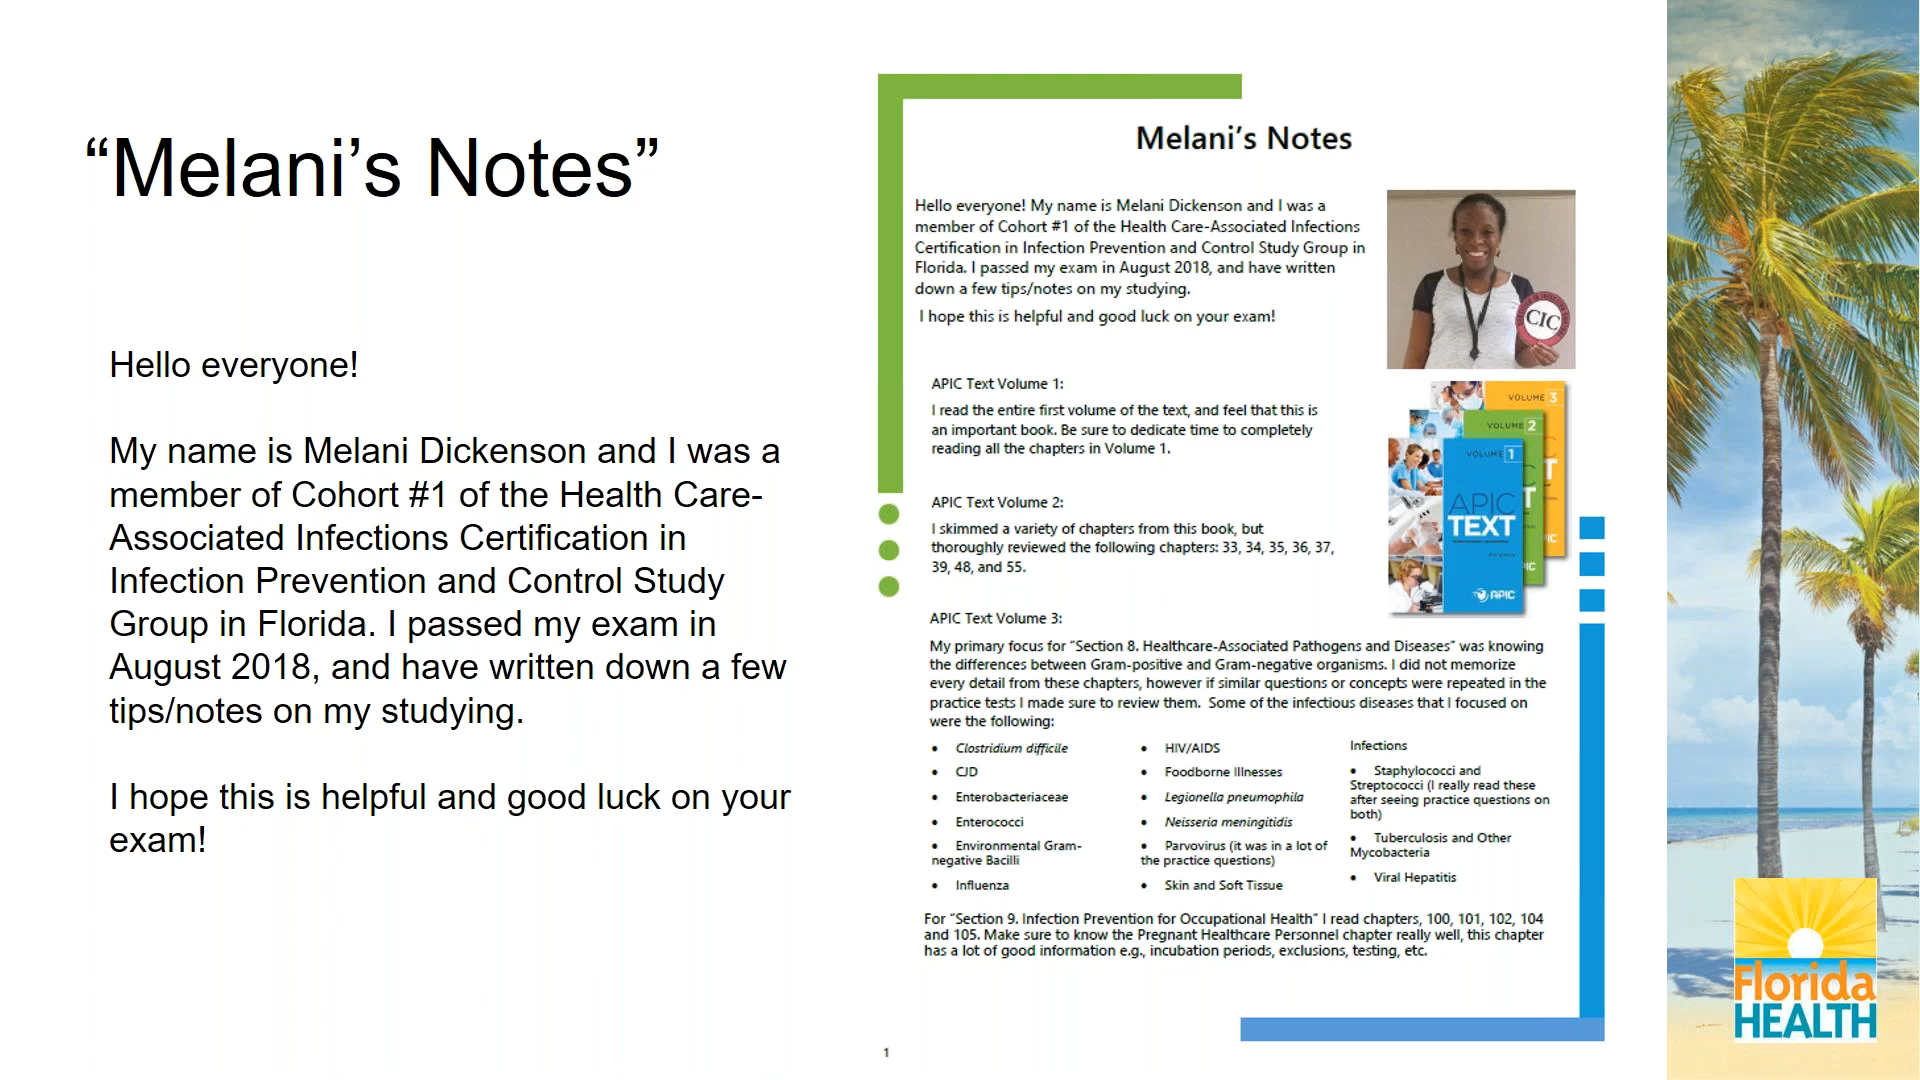 “Melani’s Notes”
Hello everyone!
My name is Melani Dickenson and I was a
member of Cohort #1 of the Health Care-
Associated Infections Certification in
Infection Prevention and Control Study
Group in Florida. I passed my exam in
August 2018, and have written down a few
tips/notes on my studying.
I hope this is helpful and good luck on your
exam!
Melani’s Notes
Hello everyone! My name is Melani Dickenson and I was a
member of Cohort #1 of the Health Care-Associated Infections
Certification in Infection Prevention and Control Study Group in
Florida. I passed my exam in August 2018, and have written
down a few tips/notes on my studying.
I hope this is helpful and good luck on your exam!
CIC
APIC Text Volume 1:
I read the entire first volume of the text, and feel that this is
an important book. Be sure to dedicate time to completely
reading all the chapters in Volume 1.
APIC Text Volume 2:
I skimmed a variety of chapters from this book, but
thoroughly reviewed the following chapters: 33, 34, 35, 36, 37,
39, 48, and 55.
VOLUME 3
VOLUME 2
VOLUME 1
APIC
TEXT
APIC
APIC Text Volume 3:
My primary focus for “Section 8. Healthcare-Associated Pathogens and Diseases” was knowing
the differences between Gram-positive and Gram-negative organisms. I did not memorize
every detail from these chapters, however if similar questions or concepts were repeated in the
practice tests I made sure to review them. Some of the infectious diseases that I focused on
were the following:
• Clostridium difficile
• CJD
• Enterobacteriaceae
• Enterococci
• Environmental Gram-
negative Bacilli
• Influenza
• HIV/AIDS
• Foodborne Illnesses
• Legionella pneumophila
• Neisseria meningitidis
• Parvovirus (it was in a lot of
the practice questions)
• Skin and Soft Tissue
Infections
• Staphylococci and
Streptococci (I really read these
after seeing practice questions on
both)
• Tuberculosis and Other
Mycobacteria
• Viral Hepatitis
For “Section 9. Infection Prevention for Occupational Health” I read chapters, 100, 101, 102, 104
and 105. Make sure to know the Pregnant Healthcare Personnel chapter really well, this chapter
has a lot of good information e.g., incubation periods, exclusions, testing, etc.
1
Florida
HEALTH